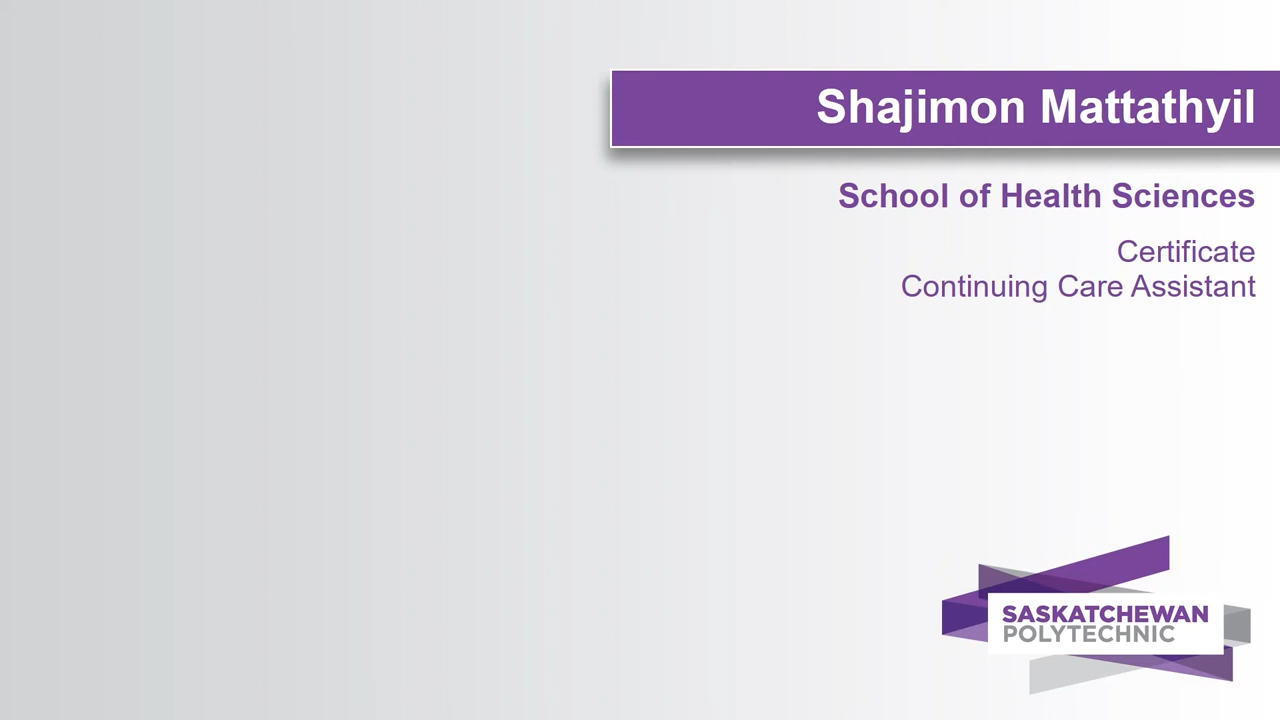 Shajimon Mattathyil
School of Health Sciences
Certificate
Continuing Care Assistant
SASKATCHEWAN
POLYTECHNIC